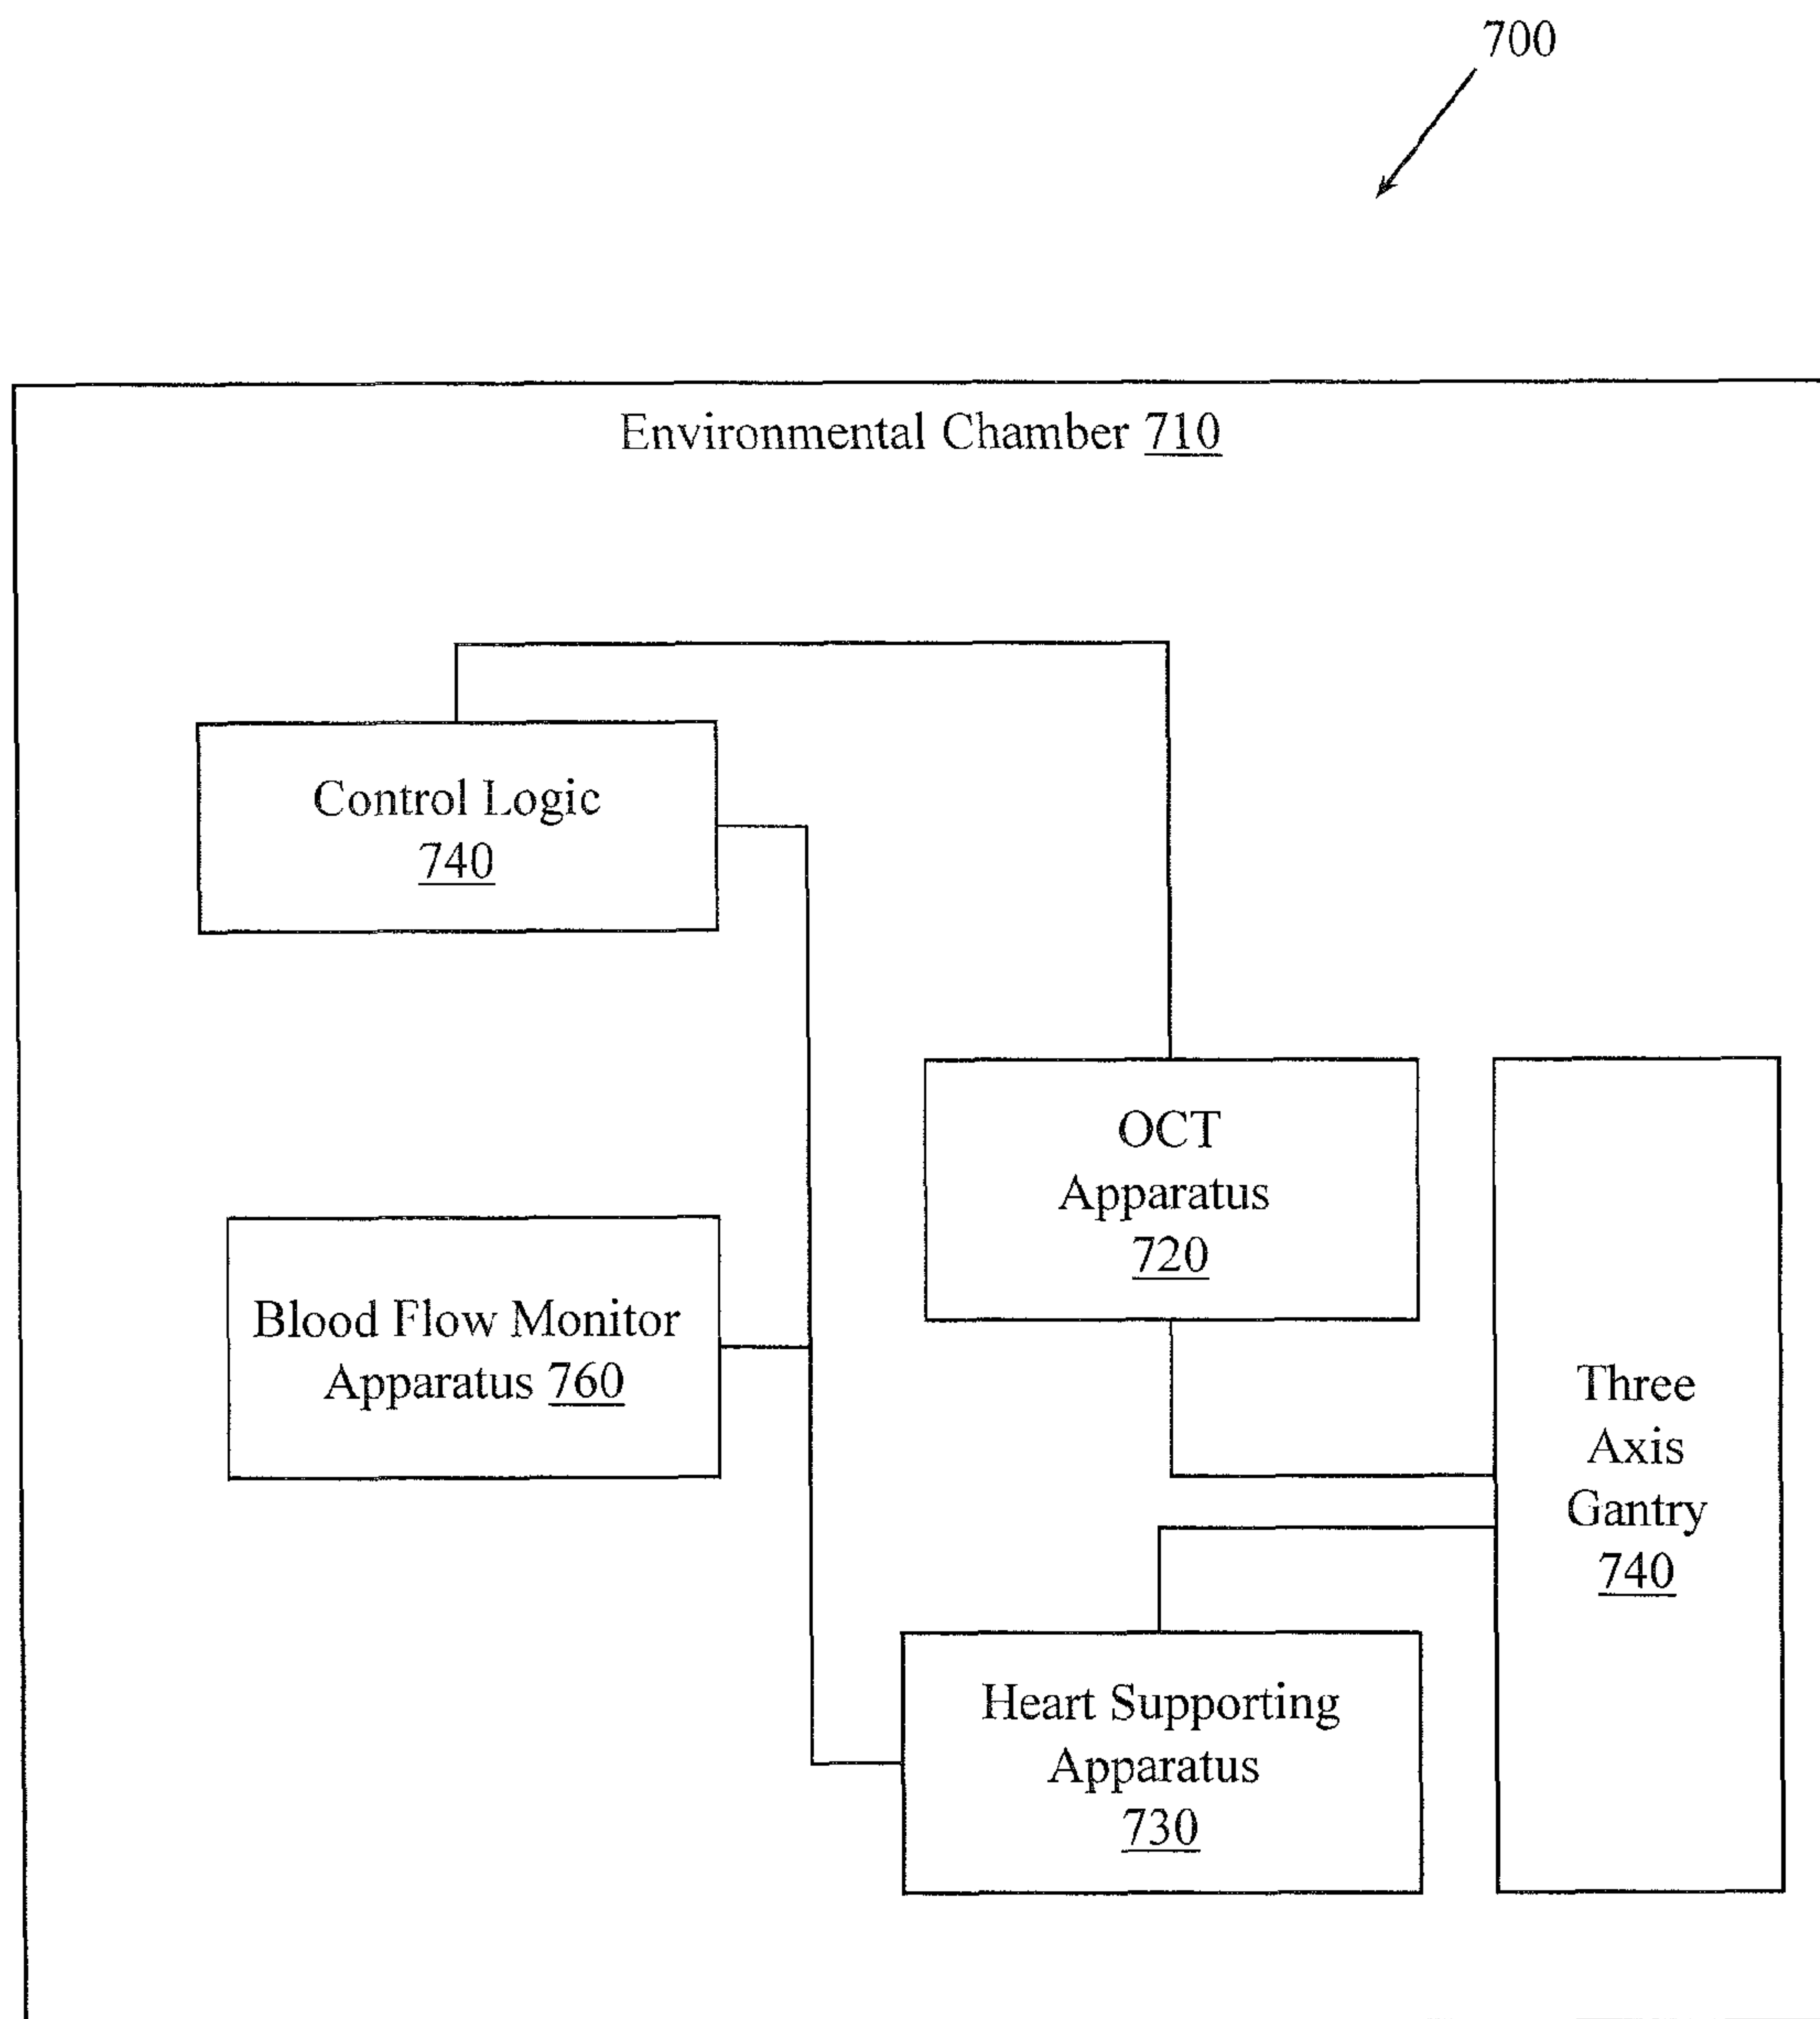 700
Environmental Chamber 710
Control Logic
740
OCT
Apparatus
720
Blood Flow Monitor
Apparatus 760
Three
Axis
Gantry
740
Heart Supporting
Apparatus
730